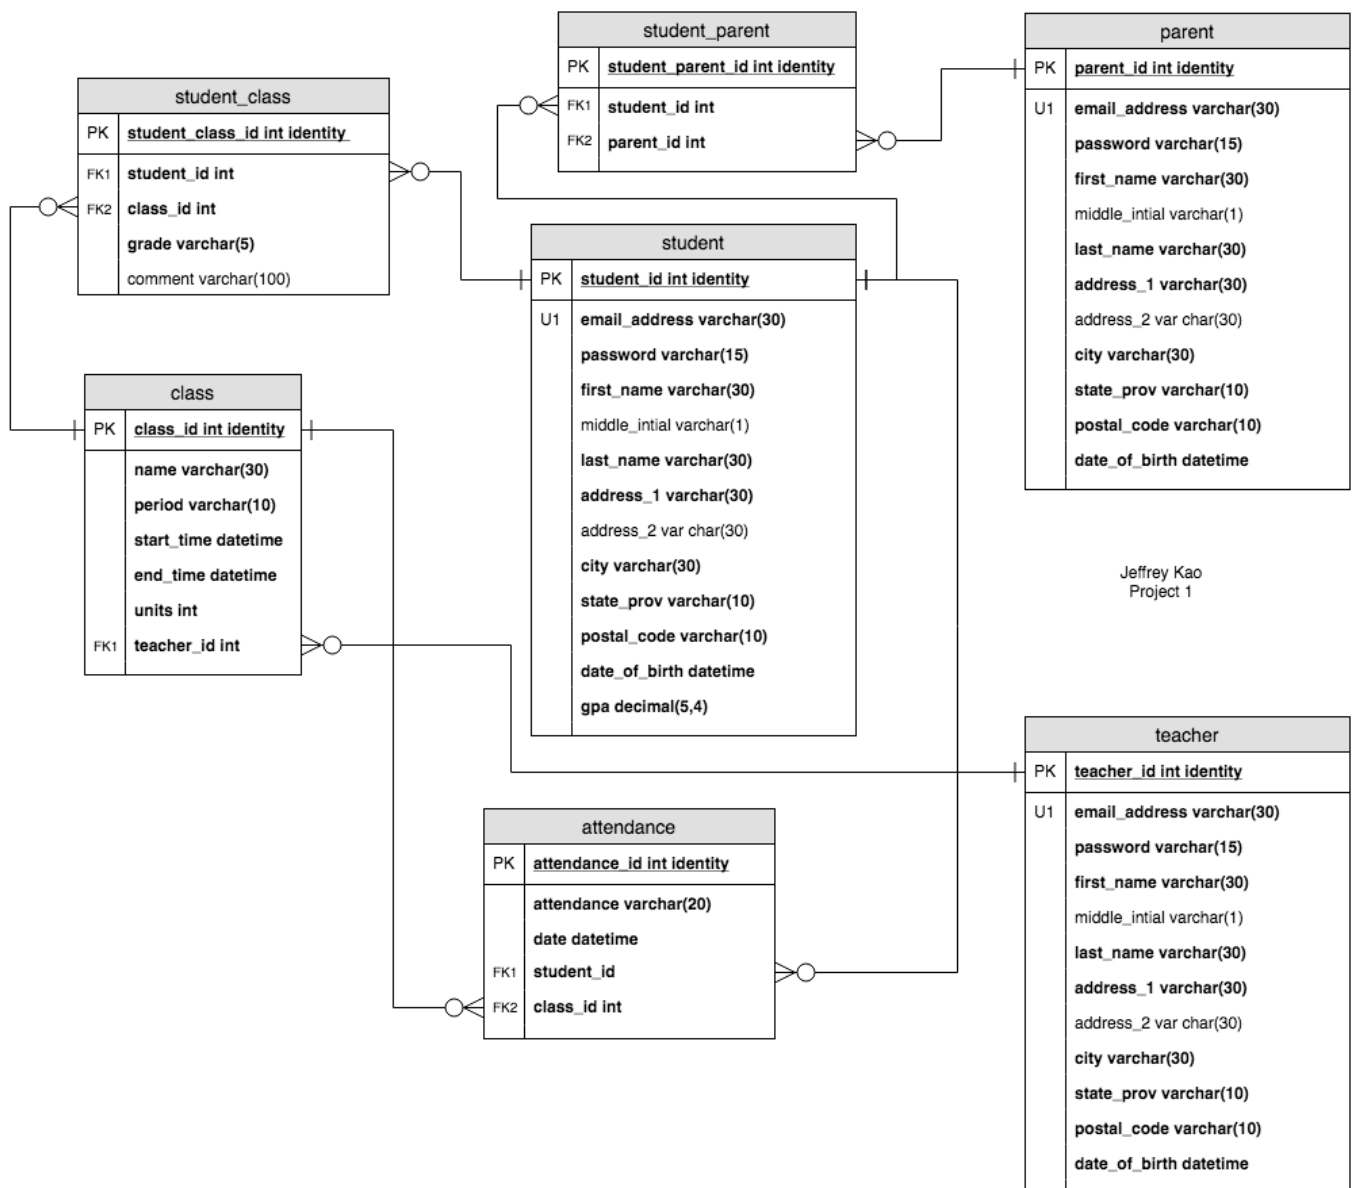 student_parent
PK student_parent_id int identity
FK1 student_id int
FK2 parent_id int
parent
PK parent_id int identity
U1 email_address varchar(30)
password varchar(15)
first_name varchar(30)
middle_intial varchar(1)
last_name varchar(30)
address_1 varchar(30)
address_2 var char(30)
city varchar(30)
state_prov varchar(10)
postal_code varchar(10)
date_of_birth datetime
student_class
PK student_class_id int identity
FK1 student_id int
FK2 class_id int
grade varchar(5)
comment varchar(100)
student
PK student_id int identity
U1 email_address varchar(30)
password varchar(15)
first_name varchar(30)
middle_intial varchar(1)
last_name varchar(30)
address_1 varchar(30)
address_2 var char(30)
city varchar(30)
state_prov varchar(10)
postal_code varchar(10)
date_of_birth datetime
gpa decimal(5,4)
class
PK class_id int identity
name varchar(30)
period varchar(10)
start_time datetime
end_time datetime
units int
FK1 teacher_id int
Jeffrey Kao
Project 1
teacher
PK teacher_id int identity
U1 email_address varchar(30)
password varchar(15)
first_name varchar(30)
middle_intial varchar(1)
last_name varchar(30)
address_1 varchar(30)
address_2 var char(30)
city varchar(30)
state_prov varchar(10)
postal_code varchar(10)
date_of_birth datetime
attendance
PK attendance_id int identity
attendance varchar(20)
date datetime
FK1 student_id
FK2 class_id int